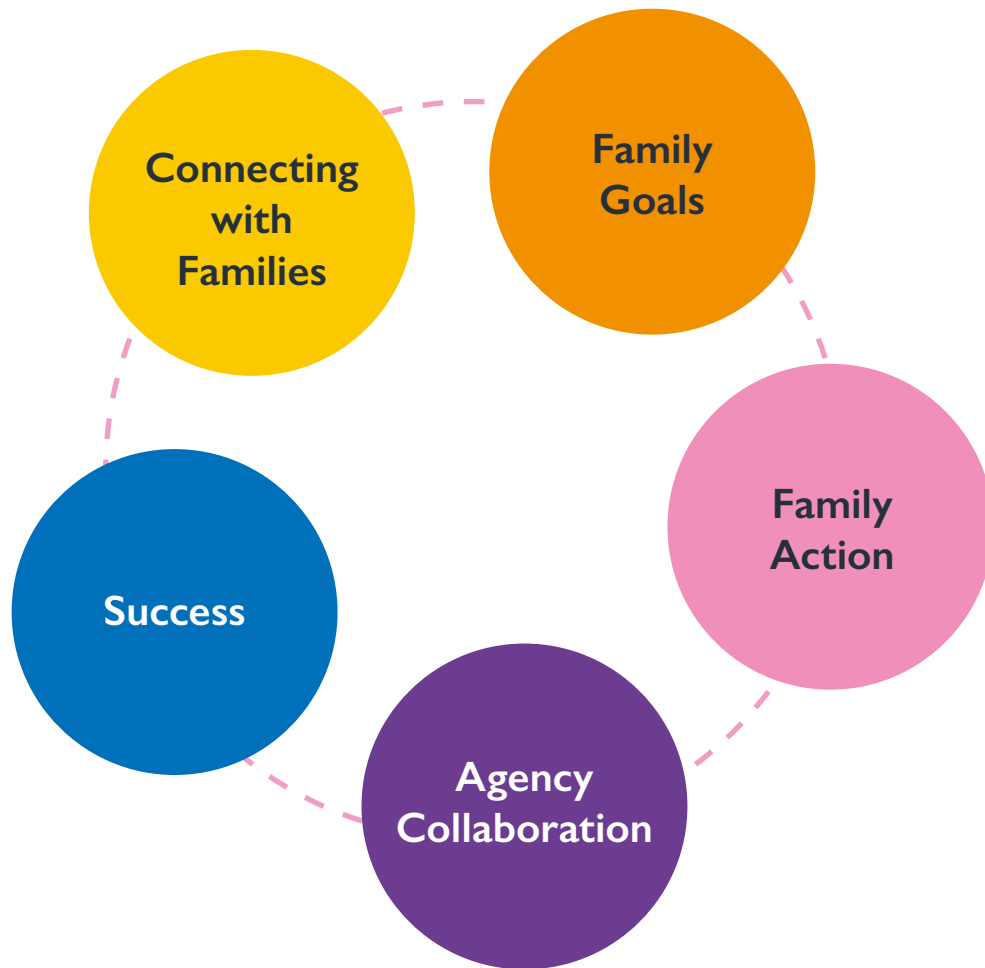 Connecting
with
Families
Family
Goals
Family
Action
Agency
Collaboration
Success